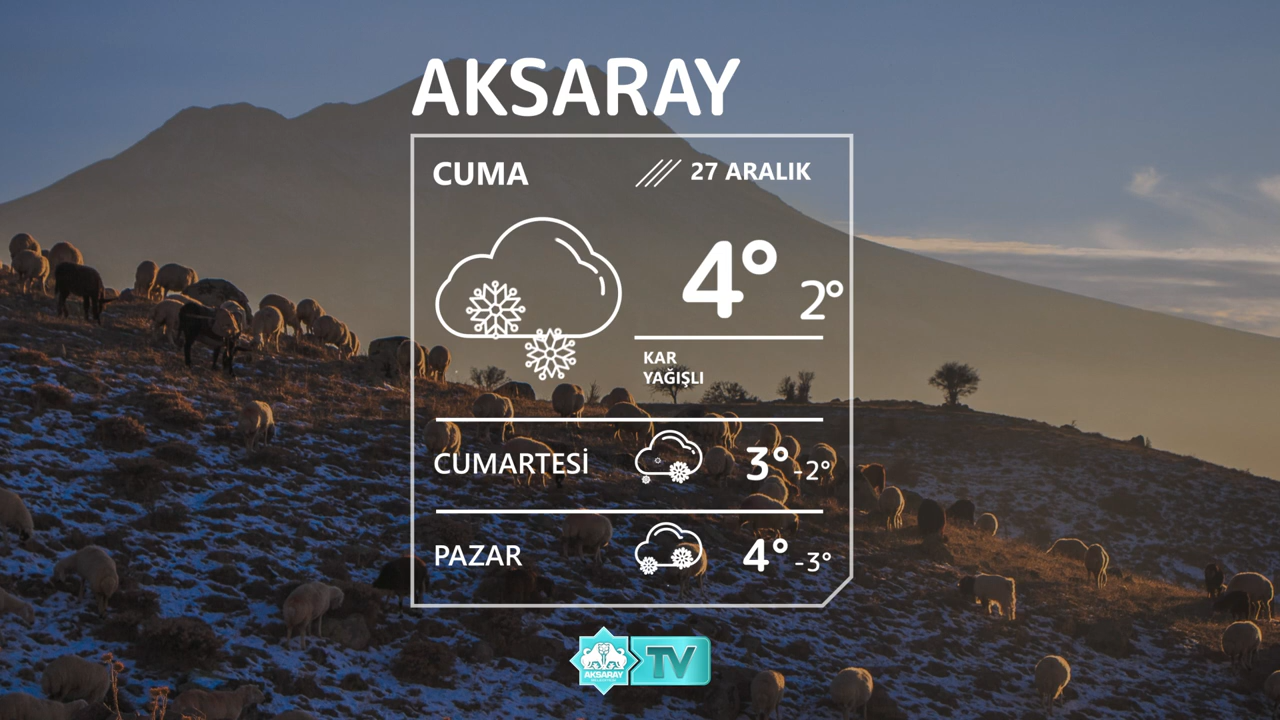 AKSARAY
CUMA
27 ARALIK
4° 2°
KAR
YAĞIŞLI
CUMARTESİ 3° -2°
PAZAR 4° -3°
AKSARAY
TV